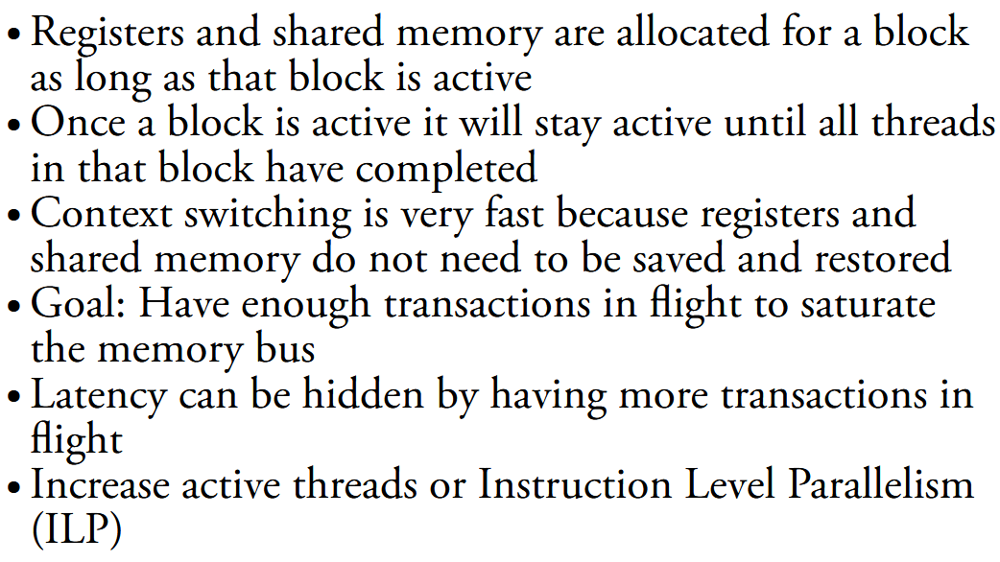 • Registers and shared memory are allocated for a block
as long as that block is active
• Once a block is active it will stay active until all threads
in that block have completed
• Context switching is very fast because registers and
shared memory do not need to be saved and restored
• Goal: Have enough transactions in flight to saturate
the memory bus
• Latency can be hidden by having more transactions in
flight
• Increase active threads or Instruction Level Parallelism
(ILP)